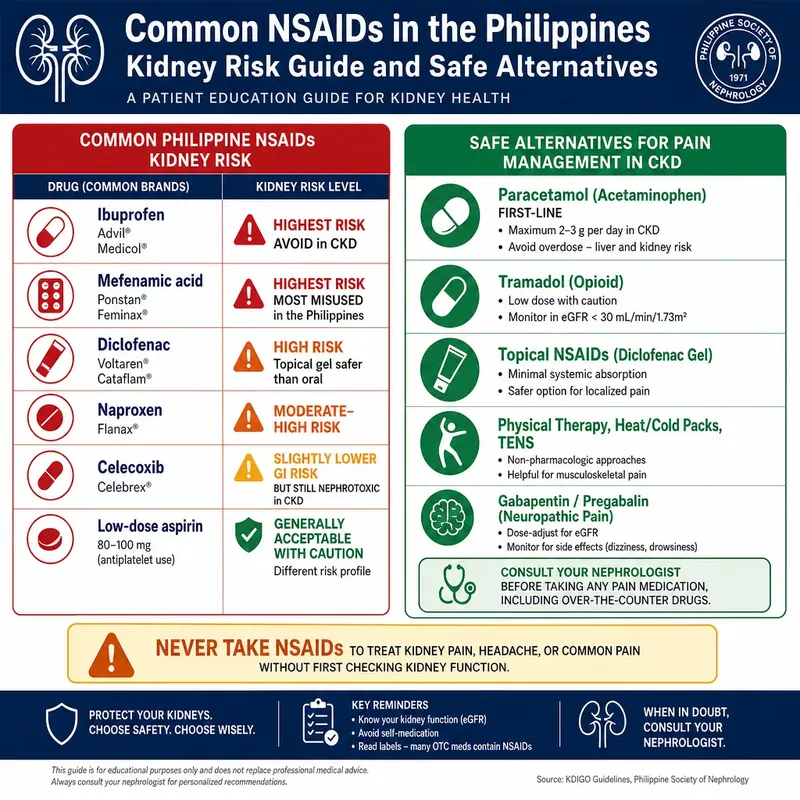 Common NSAIDs in the Philippines
Kidney Risk Guide and Safe Alternatives
A PATIENT EDUCATION GUIDE FOR KIDNEY HEALTH
PHILIPPINE SOCIETY OF NEPHROLOGY
1971
COMMON PHILIPPINE NSAIDs
KIDNEY RISK
DRUG (COMMON BRANDS)
KIDNEY RISK LEVEL
Ibuprofen
Advil®
Medicol®
HIGHEST RISK
AVOID in CKD
Mefenamic acid
Ponstan®
Feminax®
HIGHEST RISK
MOST MISUSED
in the Philippines
Diclofenac
Voltaren®
Cataflam®
HIGH RISK
Topical gel safer
than oral
Naproxen
Flanax®
MODERATE–
HIGH RISK
Celecoxib
Celebrex®
SLIGHTLY LOWER
GI RISK
BUT STILL NEPHROTOXIC
in CKD
Low-dose aspirin
80–100 mg
(antiplatelet use)
GENERALLY
ACCEPTABLE
WITH CAUTION
Different risk profile
SAFE ALTERNATIVES FOR PAIN
MANAGEMENT IN CKD
Paracetamol (Acetaminophen)
FIRST-LINE
• Maximum 2–3 g per day in CKD
• Avoid overdose – liver and kidney risk
Tramadol (Opioid)
• Low dose with caution
• Monitor in eGFR < 30 mL/min/1.73m²
Topical NSAIDs (Diclofenac Gel)
• Minimal systemic absorption
• Safer option for localized pain
Physical Therapy, Heat/Cold Packs,
TENS
• Non-pharmacologic approaches
• Helpful for musculoskeletal pain
Gabapentin / Pregabalin
(Neuropathic Pain)
• Dose-adjust for eGFR
• Monitor for side effects (dizziness, drowsiness)
CONSULT YOUR NEPHROLOGIST
BEFORE TAKING ANY PAIN MEDICATION,
INCLUDING OVER-THE-COUNTER DRUGS.
NEVER TAKE NSAIDs TO TREAT KIDNEY PAIN, HEADACHE, OR COMMON PAIN
WITHOUT FIRST CHECKING KIDNEY FUNCTION.
PROTECT YOUR KIDNEYS.
CHOOSE SAFETY. CHOOSE WISELY.
KEY REMINDERS
• Know your kidney function (eGFR)
• Avoid self-medication
• Read labels – many OTC meds contain NSAIDs
WHEN IN DOUBT,
CONSULT YOUR
NEPHROLOGIST.
This guide is for educational purposes only and does not replace professional medical advice.
Always consult your nephrologist for personalized recommendations.
Source: KDIGO Guidelines, Philippine Society of Nephrology